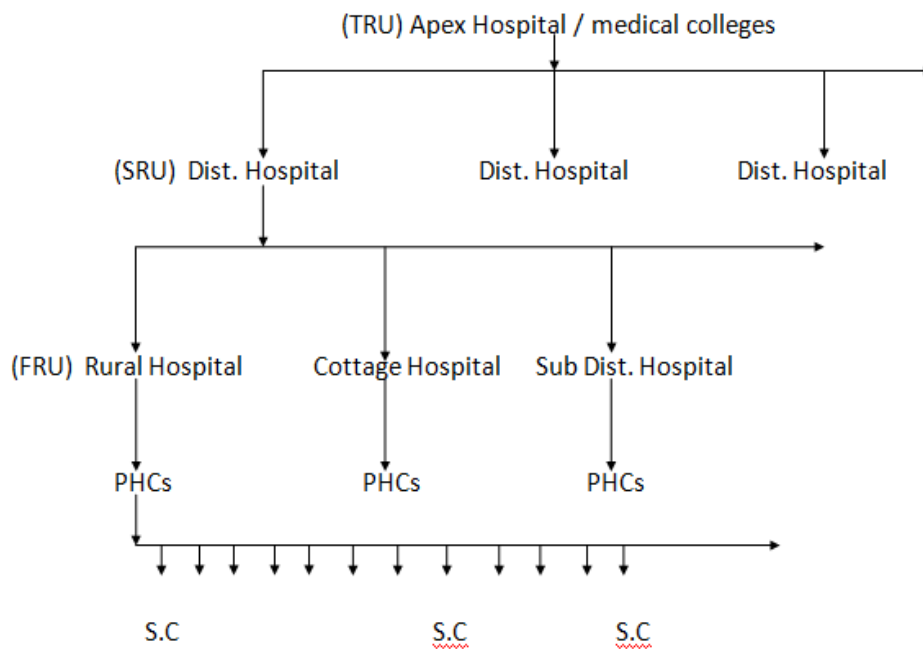 (TRU) Apex Hospital / medical colleges
(SRU) Dist. Hospital Dist. Hospital Dist. Hospital
(FRU) Rural Hospital Cottage Hospital Sub Dist. Hospital
PHCs PHCs PHCs
S.C S.C S.C